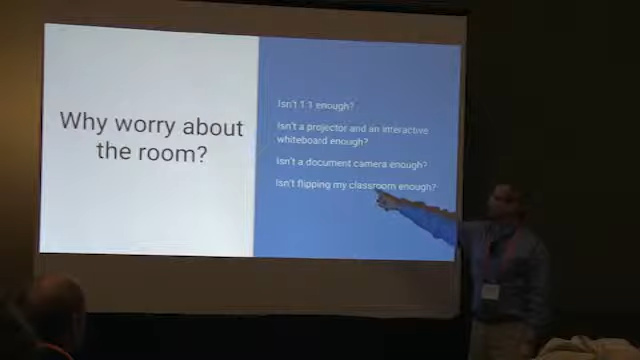 Why worry about
the room?
Isn't 1:1 enough?
Isn't a projector and an interactive
whiteboard enough?
Isn't a document camera enough?
Isn't flipping my classroom enough?